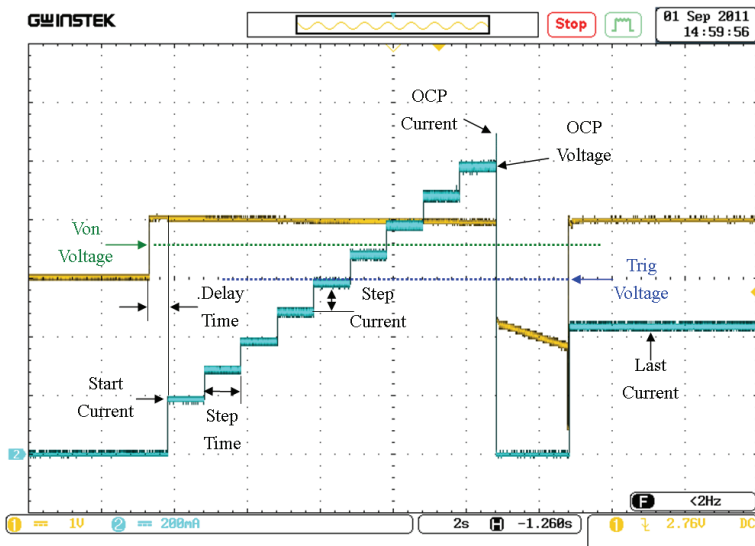 GWINSTEK
Stop
01 Sep 2011
14:59:56
OCP
Current
OCP
Voltage
Von
Voltage
Trig
Voltage
Delay
Time
Step
Current
Start
Current
Step
Time
Last
Current
2
F <2Hz
1 1V 2 200mA 2s H -1.260s 1 2.76V DC